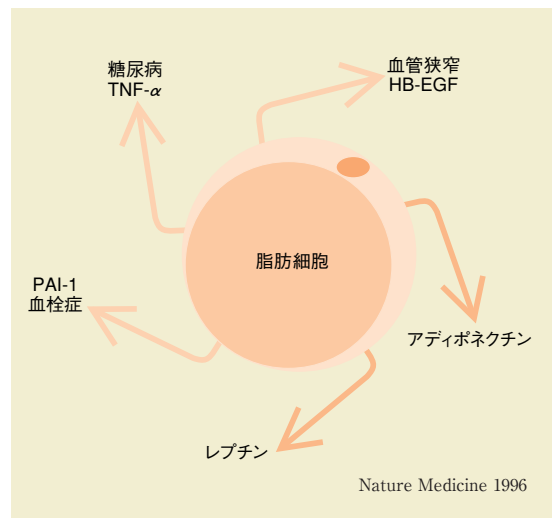 糖尿病
TNF-α
血管狭窄
HB-EGF
脂肪細胞
PAI-1
血栓症
アディポネクチン
レプチン
Nature Medicine 1996